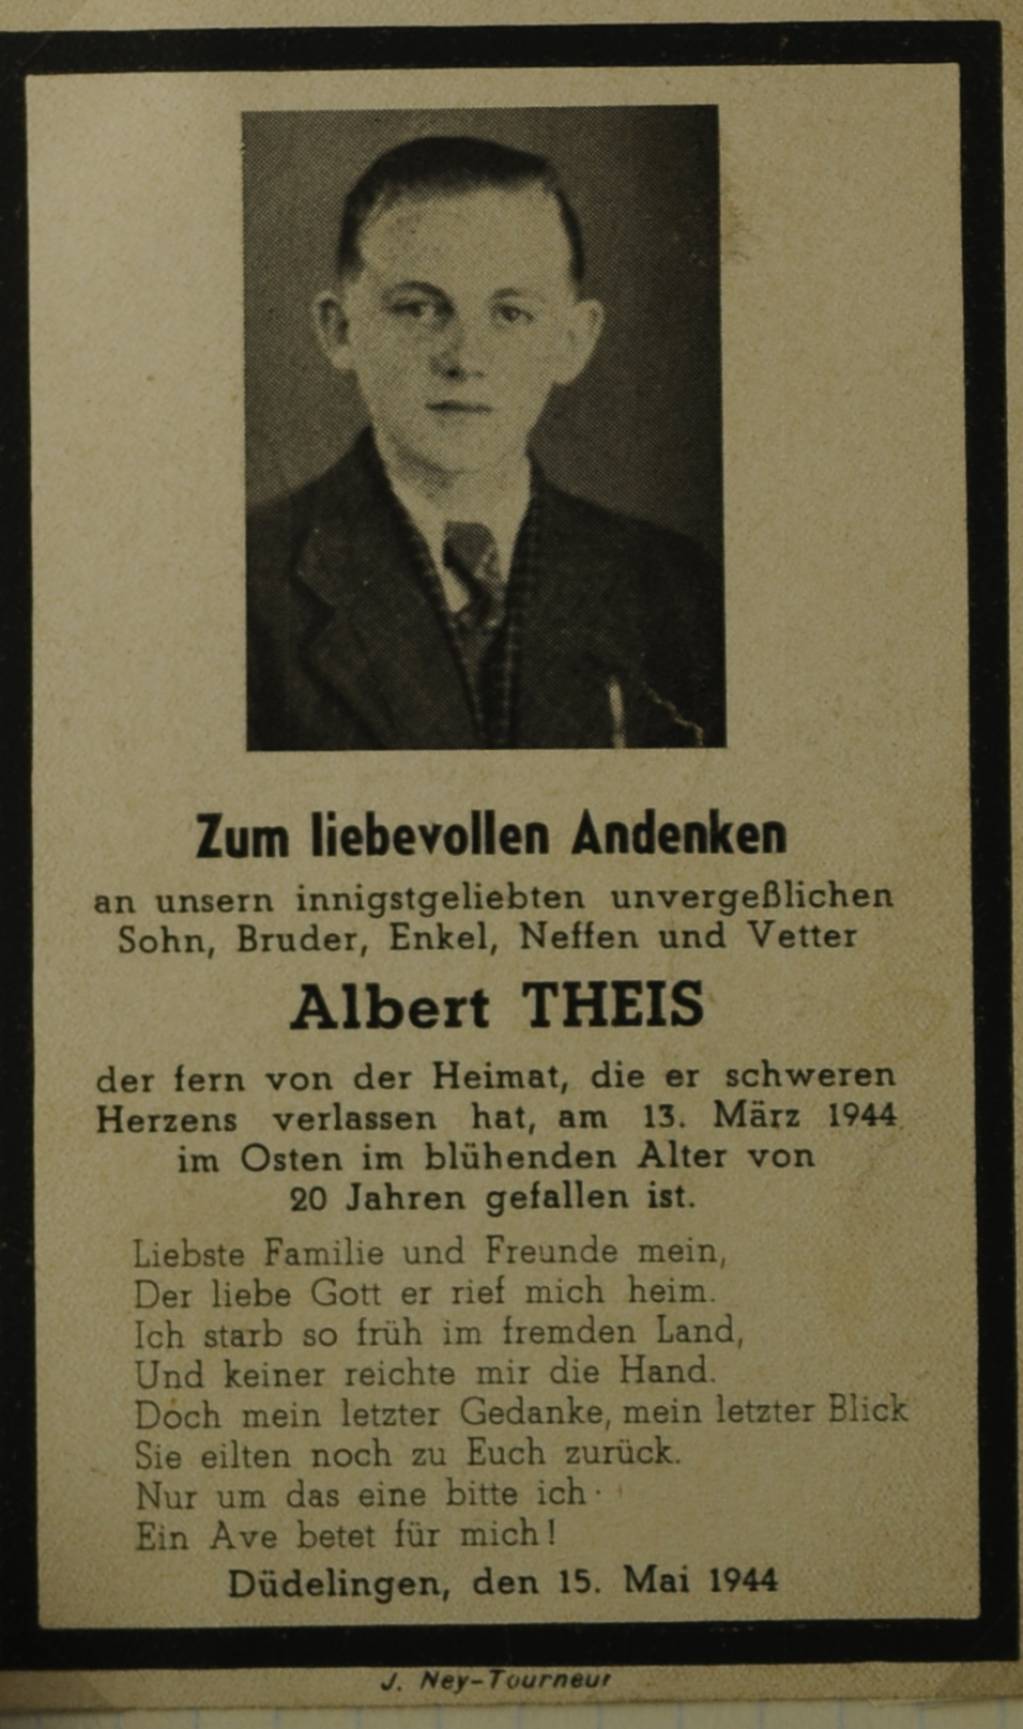 Zum liebevollen Andenken
an unsern innigstgeliebten unvergeßlichen
Sohn, Bruder, Enkel, Neffen und Vetter
Albert THEIS
der fern von der Heimat, die er schweren
Herzens verlassen hat, am 13. März 1944
im Osten im blühenden Alter von
20 Jahren gefallen ist.
Liebste Familie und Freunde mein,
Der liebe Gott er rief mich heim.
Ich starb so früh im fremden Land,
Und keiner reichte mir die Hand.
Doch mein letzter Gedanke, mein letzter Blick
Sie eilten noch zu Euch zurück.
Nur um das eine bitte ich·
Ein Ave betet für mich!
Düdelingen, den 15. Mai 1944
J. Ney-Tourneur